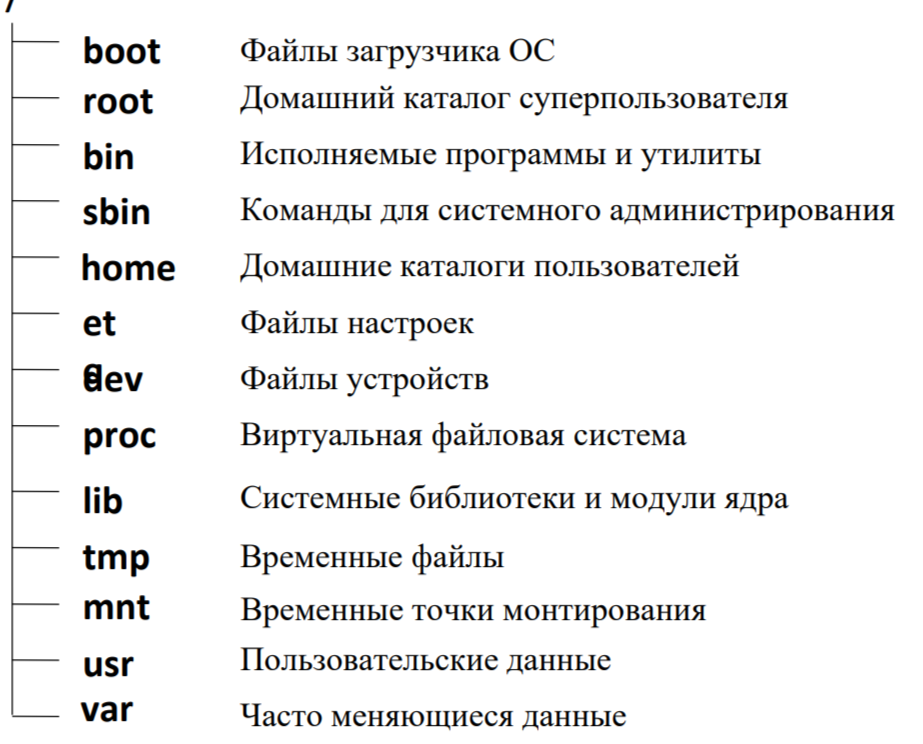 /
boot Файлы загрузчика ОС
root Домашний каталог суперпользователя
bin Исполняемые программы и утилиты
sbin Команды для системного администрирования
home Домашние каталоги пользователей
et Файлы настроек
c
dev Файлы устройств
proc Виртуальная файловая система
lib Системные библиотеки и модули ядра
tmp Временные файлы
mnt Временные точки монтирования
usr Пользовательские данные
var Часто меняющиеся данные